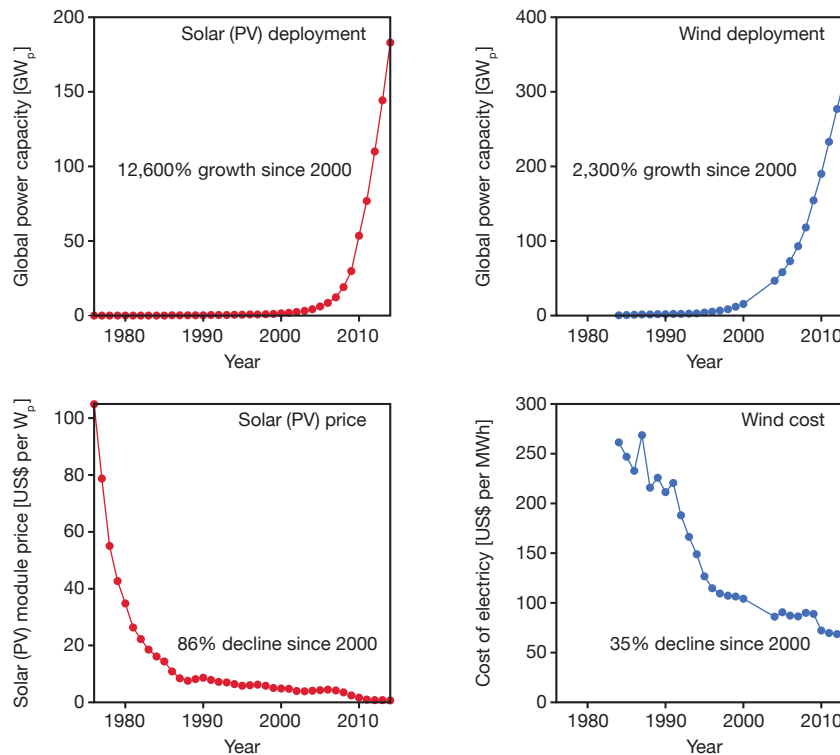 Solar (PV) deployment
Global power capacity [GWp]
200
150
100
50
0
12,600% growth since 2000
1980 1990 2000 2010
Year
Wind deployment
Global power capacity [GWp]
400
300
200
100
0
2,300% growth since 2000
1980 1990 2000 2010
Year
Solar (PV) price
Solar (PV) module price [US$ per Wp]
100
80
60
40
20
0
86% decline since 2000
1980 1990 2000 2010
Year
Wind cost
Cost of electricy [US$ per MWh]
300
250
200
150
100
50
0
35% decline since 2000
1980 1990 2000 2010
Year